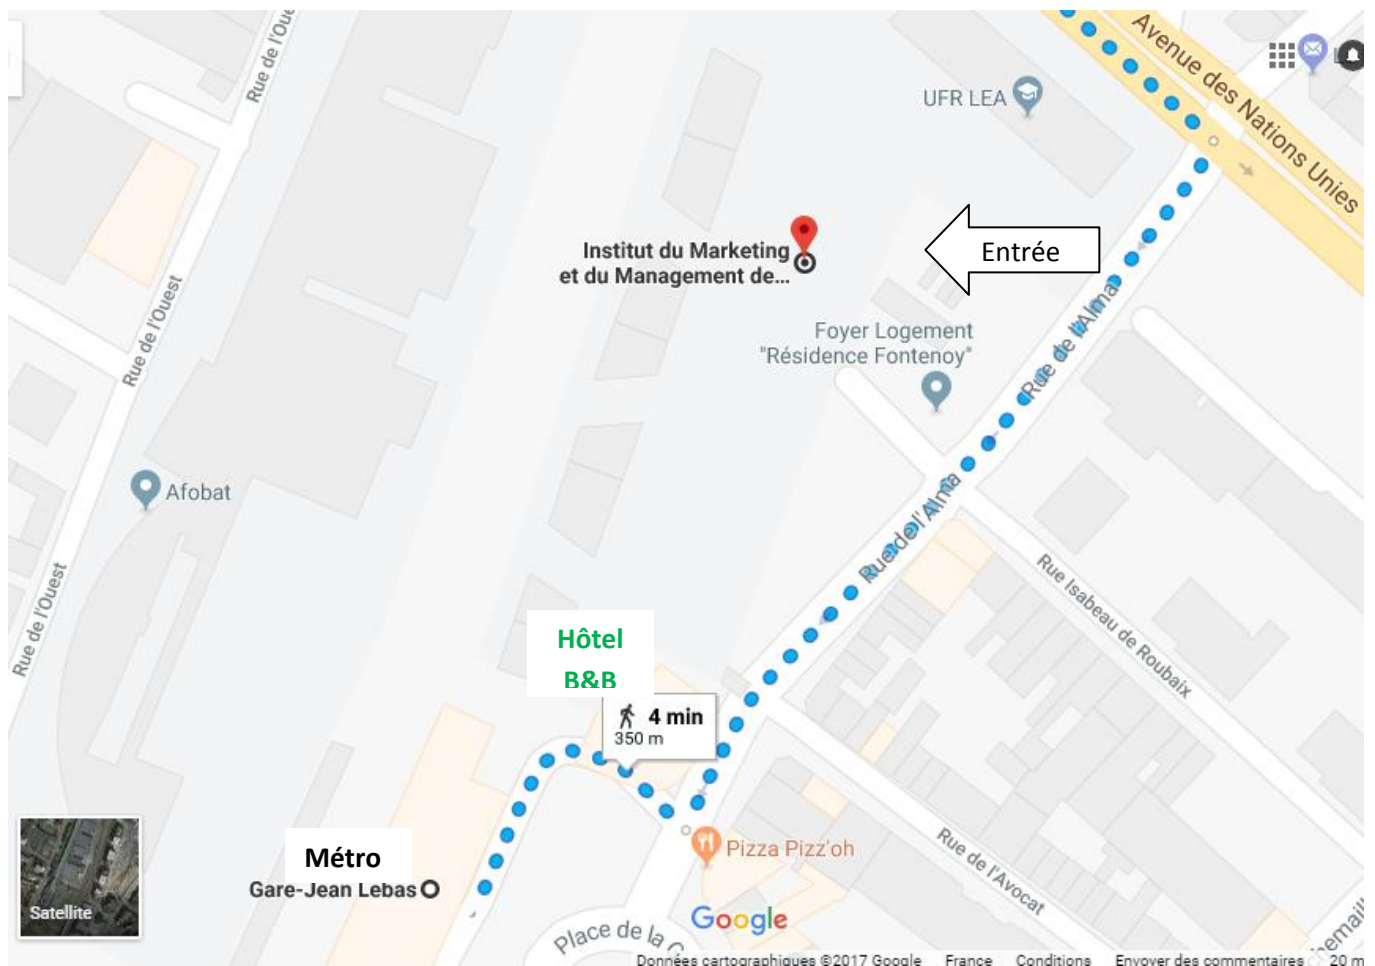 Rue de l'Oue
Avenue des Nations Unies
UFR LEA
Entrée
Institut du Marketing
et du Management de...
Rue de l'Ouest
Rue de l'Alma
Foyer Logement
"Résidence Fontenoy"
Afobat
Rue de l'Alma
Rue de l'Ouest
Rue Isabeau de Roubaix
Hôtel
B&B
4 min
350 m
Métro
Gare-Jean Lebas
Pizza Pizz'oh
Rue de l'Avocat
Satellite
Google
Place de la G
Données cartographiques ©2017 Google France Conditions Envoyer des commentaires 20 m